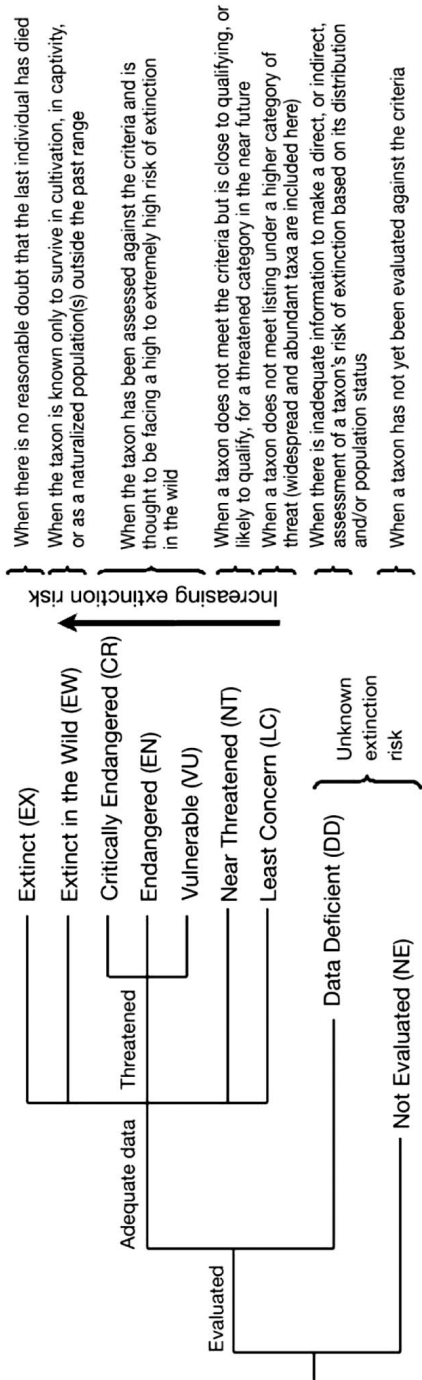 Evaluated
Adequate data
Threatened
Extinct (EX)
Extinct in the Wild (EW)
Critically Endangered (CR)
Endangered (EN)
Vulnerable (VU)
Near Threatened (NT)
Least Concern (LC)
Data Deficient (DD)
Not Evaluated (NE)
Increasing extinction risk
Unknown
extinction
risk
When there is no reasonable doubt that the last individual has died
When the taxon is known only to survive in cultivation, in captivity,
or as a naturalized population(s) outside the past range
When the taxon has been assessed against the criteria and is
thought to be facing a high to extremely high risk of extinction
in the wild
When a taxon does not meet the criteria but is close to qualifying, or
likely to qualify, for a threatened category in the near future
When a taxon does not meet listing under a higher category of
threat (widespread and abundant taxa are included here)
When there is inadequate information to make a direct, or indirect,
assessment of a taxon's risk of extinction based on its distribution
and/or population status
When a taxon has not yet been evaluated against the criteria